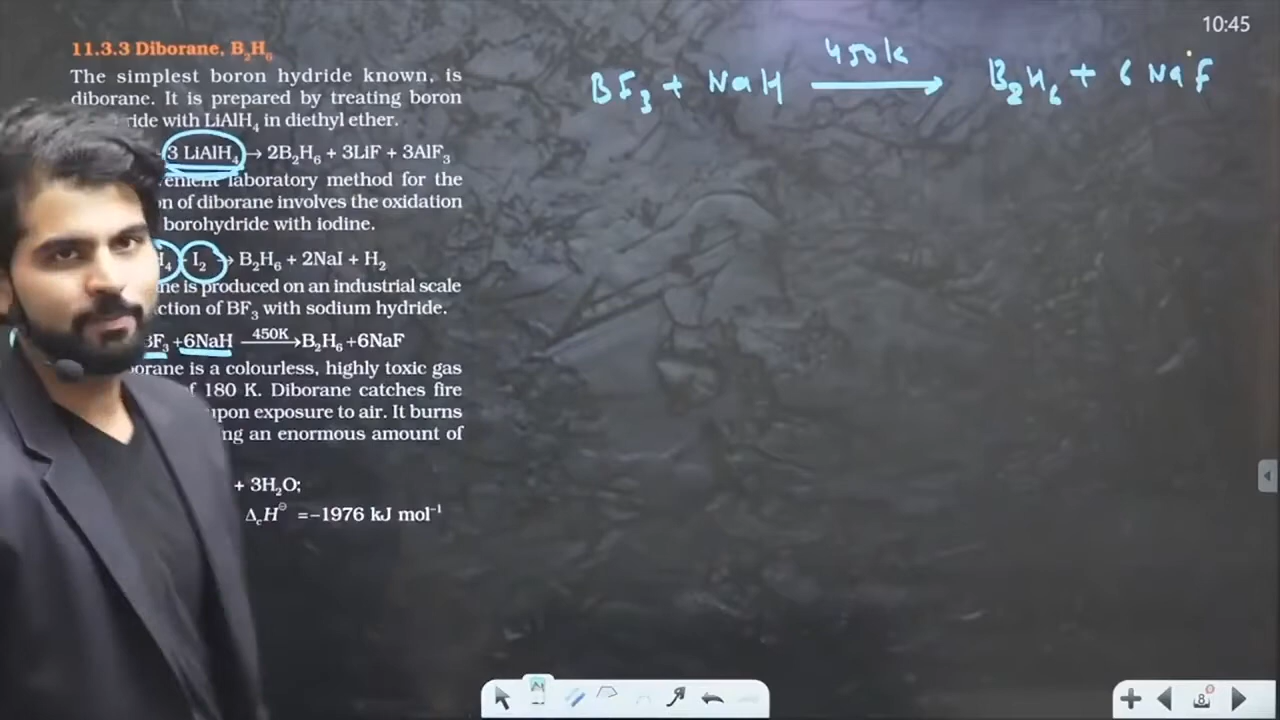 10:45
11.3.3 Diborane, B₂H₆
The simplest boron hydride known, is
diborane. It is prepared by treating boron
ride with LiAlH₄ in diethyl ether.
3 LiAlH₄ → 2B₂H₆ + 3LiF + 3AlF₃
enient laboratory method for the
n of diborane involves the oxidation
borohydride with iodine.
I₂ → B₂H₆ + 2NaI + H₂
ne is produced on an industrial scale
ction of BF₃ with sodium hydride.
F₃ +6NaH 450K → B₂H₆ +6NaF
orane is a colourless, highly toxic gas
f 180 K. Diborane catches fire
upon exposure to air. It burns
ng an enormous amount of
+ 3H₂O;
ΔcH⊖ =−1976 kJ mol⁻¹
BF₃ + NaH 450k → B₂H₆ + 6 NaF
8